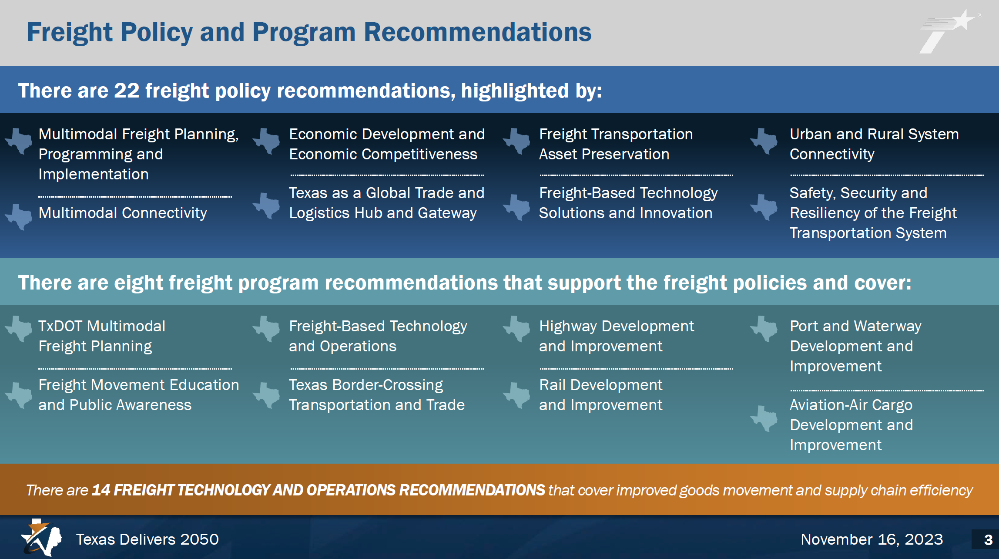 Freight Policy and Program Recommendations
®
There are 22 freight policy recommendations, highlighted by:
Multimodal Freight Planning,
Programming and
Implementation
Multimodal Connectivity
Economic Development and
Economic Competitiveness
Texas as a Global Trade and
Logistics Hub and Gateway
Freight Transportation
Asset Preservation
Freight-Based Technology
Solutions and Innovation
Urban and Rural System
Connectivity
Safety, Security and
Resiliency of the Freight
Transportation System
There are eight freight program recommendations that support the freight policies and cover:
TxDOT Multimodal
Freight Planning
Freight Movement Education
and Public Awareness
Freight-Based Technology
and Operations
Texas Border-Crossing
Transportation and Trade
Highway Development
and Improvement
Rail Development
and Improvement
Port and Waterway
Development and
Improvement
Aviation-Air Cargo
Development and
Improvement
There are 14 FREIGHT TECHNOLOGY AND OPERATIONS RECOMMENDATIONS that cover improved goods movement and supply chain efficiency
Texas Delivers 2050
November 16, 2023
3